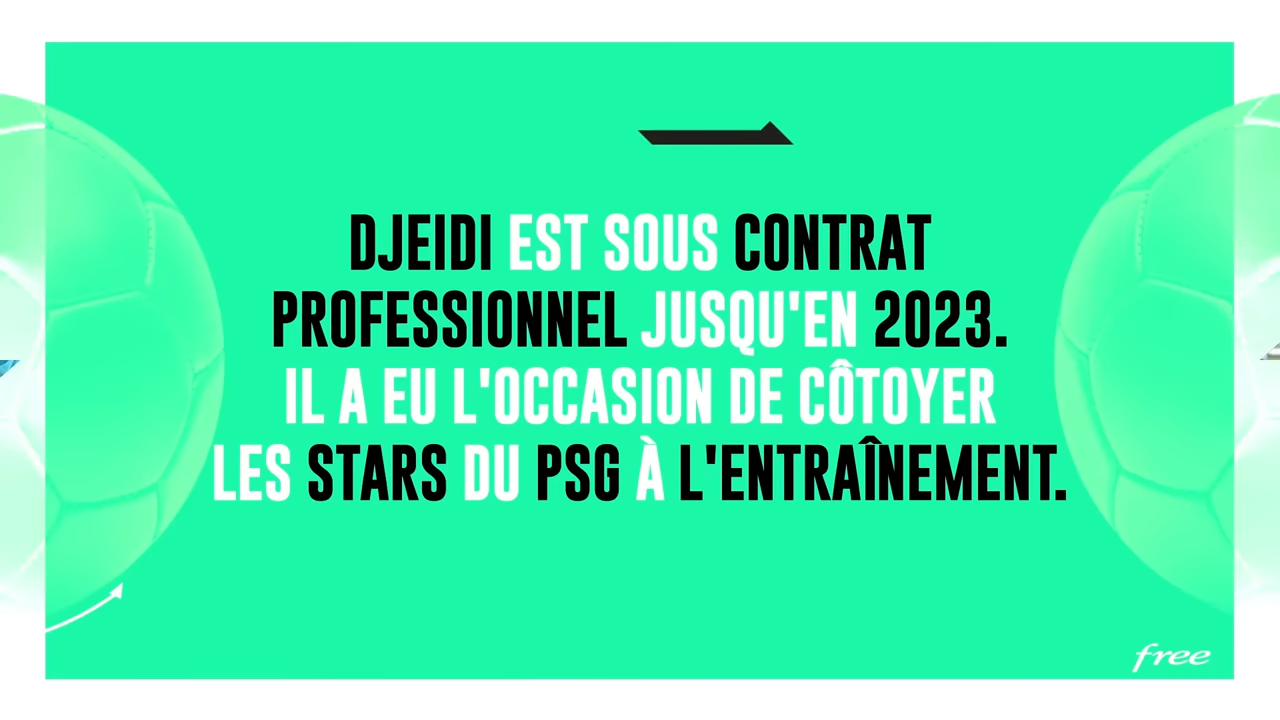 DJEIDI EST SOUS CONTRAT
PROFESSIONNEL JUSQU'EN 2023.
IL A EU L'OCCASION DE CÔTOYER
LES STARS DU PSG À L'ENTRAÎNEMENT.
free